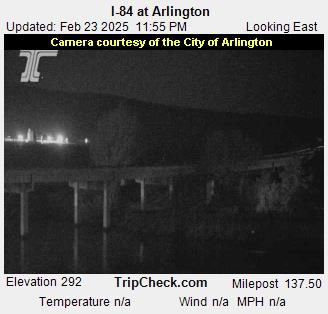 I-84 at Arlington
Updated: Feb 23 2025 11:55 PM Looking East
Camera courtesy of the City of Arlington
Elevation 292 TripCheck.com Milepost 137.50
Temperature n/a Wind n/a MPH n/a